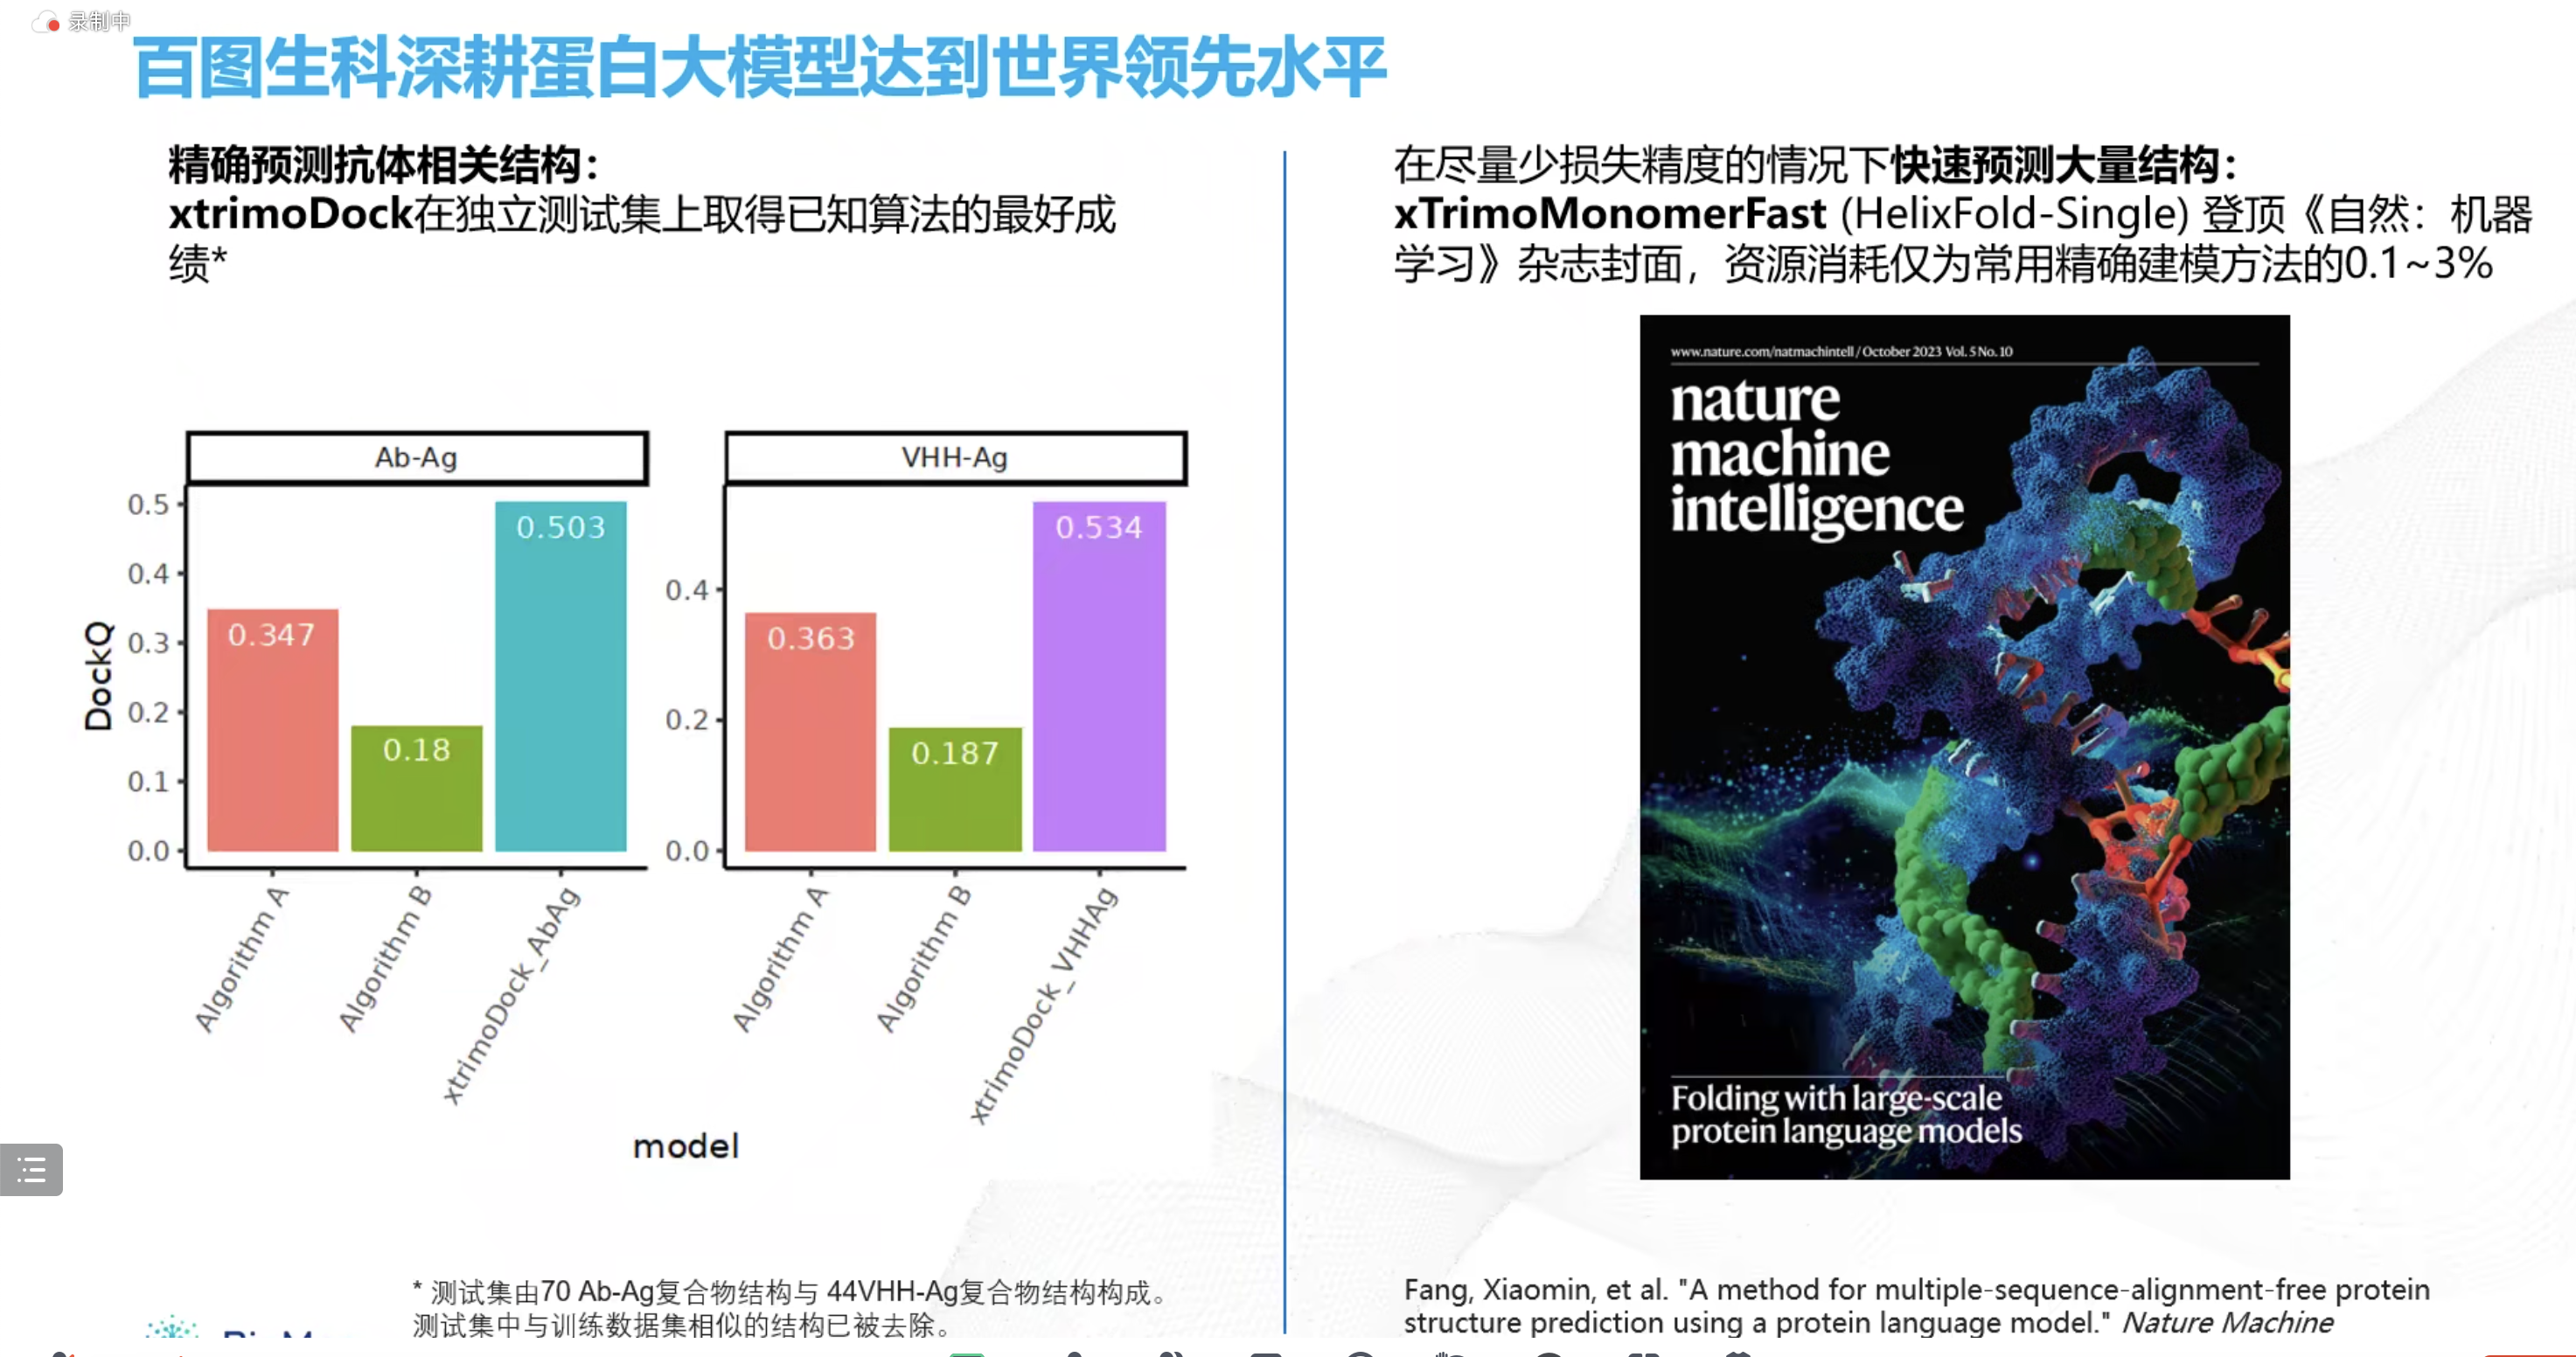 录制中
百图生科深耕蛋白大模型达到世界领先水平
精确预测抗体相关结构：
xtrimoDock在独立测试集上取得已知算法的最好成
绩*
Ab-Ag
VHH-Ag
DockQ
0.5
0.4
0.3
0.2
0.1
0.0
0.347
0.18
0.503
0.4
0.2
0.0
0.363
0.187
0.534
Algorithm A
Algorithm B
xtrimoDock_AbAg
Algorithm A
Algorithm B
xtrimoDock_VHHAg
model
* 测试集由70 Ab-Ag复合物结构与 44VHH-Ag复合物结构构成。
测试集中与训练数据集相似的结构已被去除。
在尽量少损失精度的情况下快速预测大量结构：
xTrimoMonomerFast (HelixFold-Single) 登顶《自然：机器
学习》杂志封面，资源消耗仅为常用精确建模方法的0.1~3%
www.nature.com/natmachintell / October 2023 Vol. 5 No. 10
nature
machine
intelligence
Folding with large-scale
protein language models
Fang, Xiaomin, et al. "A method for multiple-sequence-alignment-free protein
structure prediction using a protein language model." Nature Machine